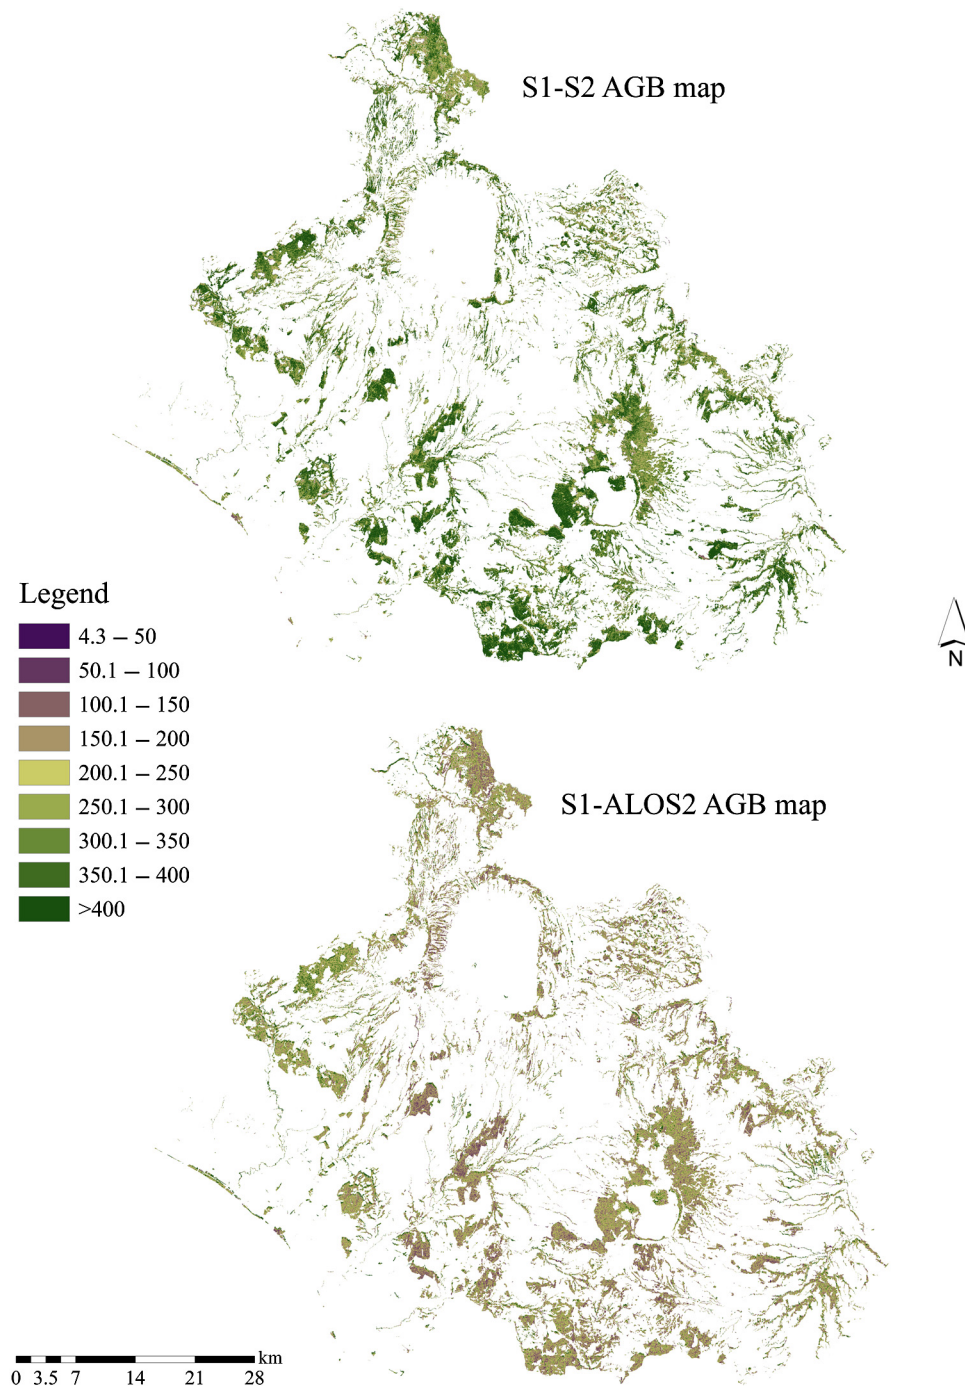 S1-S2 AGB map
Legend
4.3 – 50
50.1 – 100
100.1 – 150
150.1 – 200
200.1 – 250
250.1 – 300
300.1 – 350
350.1 – 400
>400
N
S1-ALOS2 AGB map
km
0 3.5 7 14 21 28